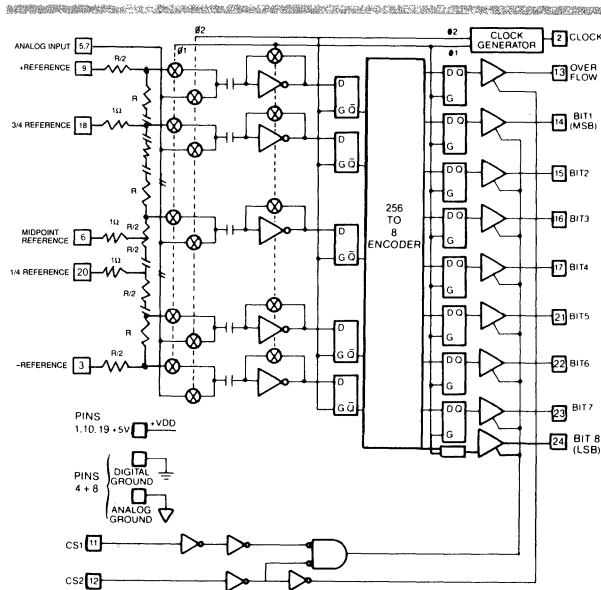 ø2
CLOCK GENERATOR
2 CLOCK
ø2
ø1
ø1
ANALOG INPUT 5.7
+REFERENCE 9
R/2
R
3/4 REFERENCE 18
1Ω
R
MIDPOINT REFERENCE 6
1Ω
R/2
R/2
1/4 REFERENCE 20
1Ω
R/2
R
−REFERENCE 3
R/2
D
G Q̄
D
G Q̄
D
G Q̄
D
G Q̄
D
G Q̄
256 TO 8 ENCODER
D Q
G
13 OVER FLOW
D Q
G
14 BIT1 (MSB)
D Q
G
15 BIT2
D Q
G
16 BIT3
D Q
G
17 BIT4
D Q
G
21 BIT5
D Q
G
22 BIT6
D Q
G
23 BIT7
24 BIT 8 (LSB)
PINS 1, 10, 19 +5V
+VDD
PINS 4 + 8
DIGITAL GROUND
ANALOG GROUND
CS1 11
CS2 12